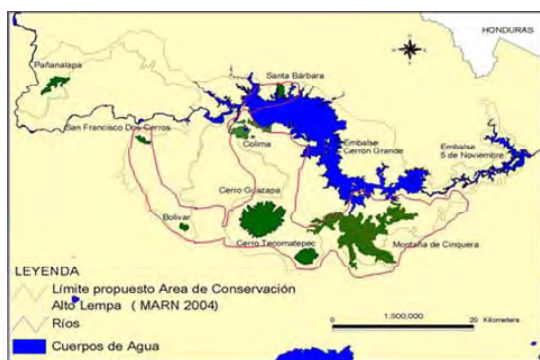 HONDURAS
Pañanalapa
Santa Bárbara
San Francisco Dos Cerros
Colima
Embalse
Cerrón Grande
Embalse
5 de Noviembre
Cerro Guazapa
Bolivar
Cerro Tecomatepec
Montaña de Cinquera
LEYENDA
Límite propuesto Area de Conservación
Alto Lempa ( MARN 2004)
Ríos
Cuerpos de Agua
1:500,000
0
20 Kilometers